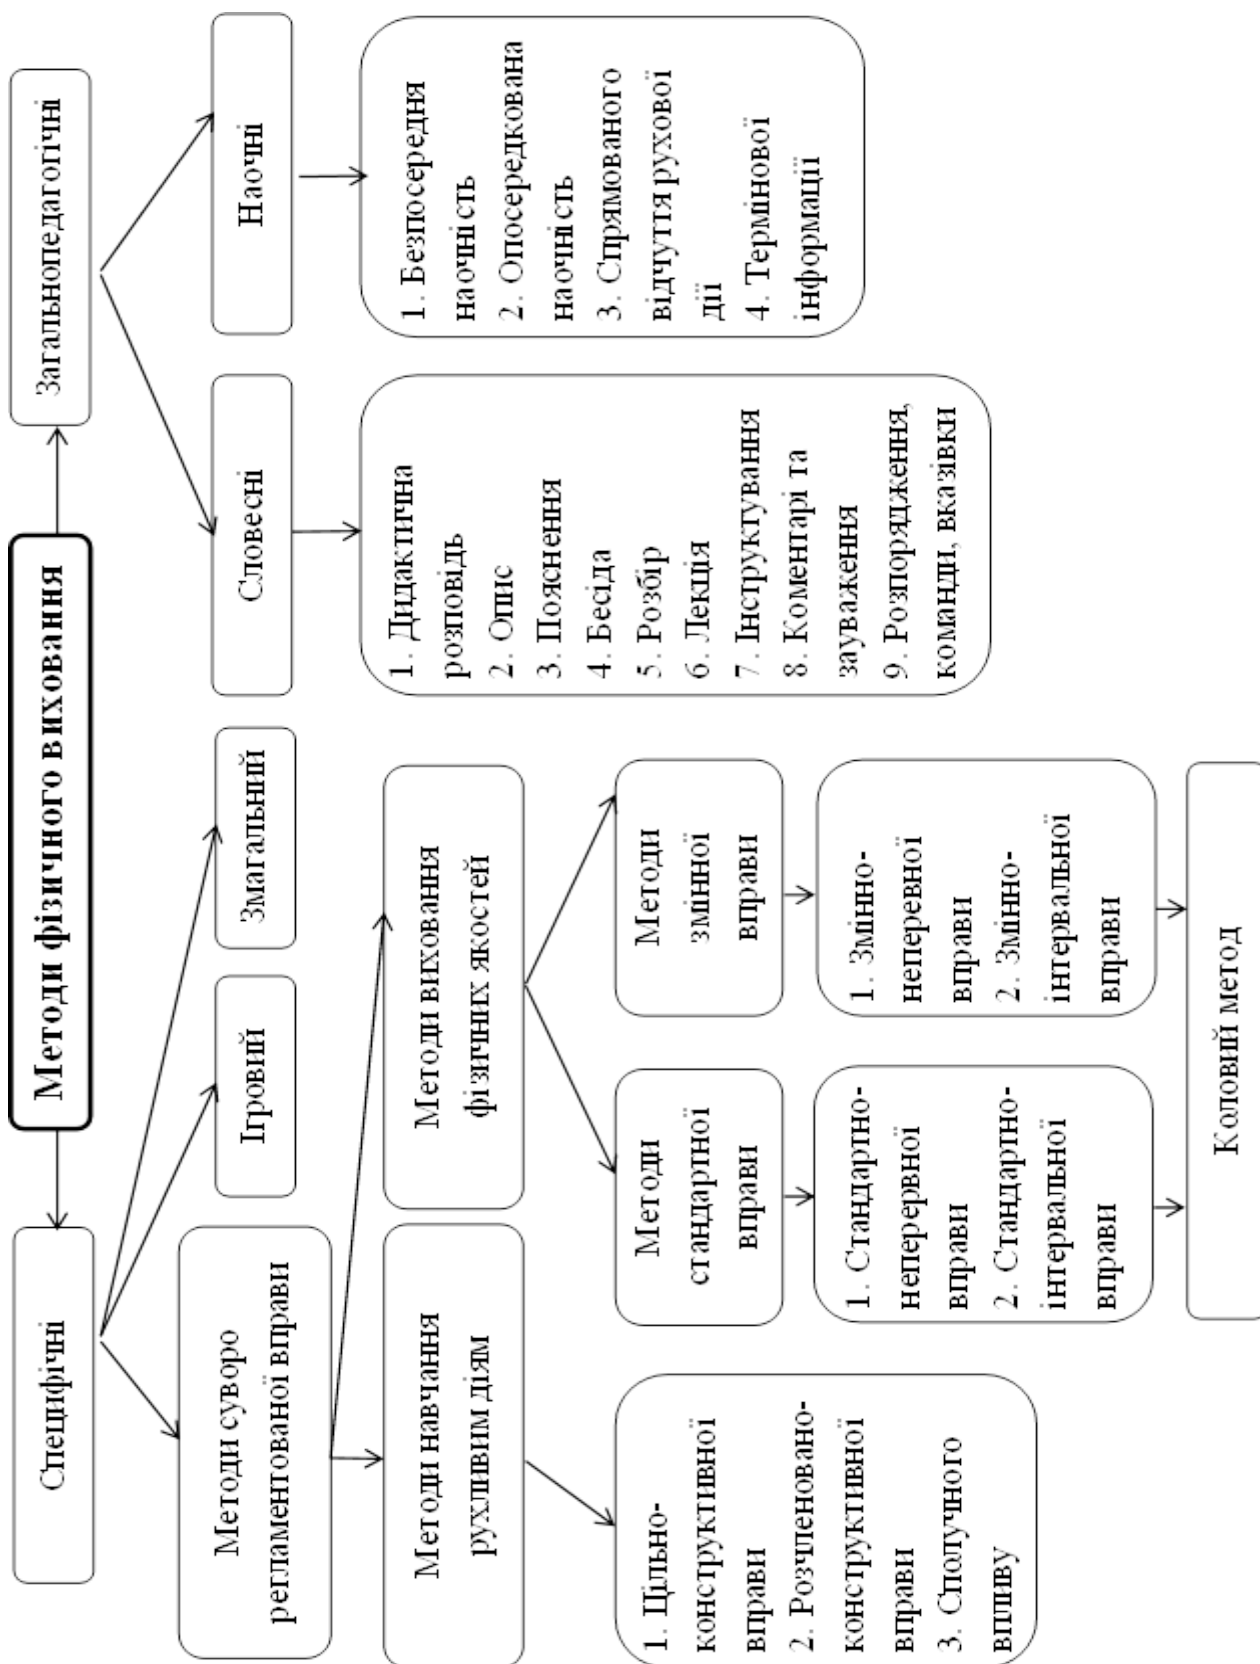 Методи фізичного виховання
Специфічні
Загальнопедагогічні
Методи суворо
регламентованої вправи
Ігровий
Змагальний
Словесні
Наочні
Методи навчання
рухливим діям
Методи виховання
фізичних якостей
1. Дидактична
розповідь
2. Опис
3. Пояснення
4. Бесіда
5. Розбір
6. Лекція
7. Інструктування
8. Коментарі та
зауваження
9. Розпорядження,
команди, вказівки
1. Безпосередня
наочність
2. Опосередкована
наочність
3. Спрямованого
відчуття рухової
дії
4. Термінової
інформації
1. Цільно-
конструктивної
вправи
2. Розчленовано-
конструктивної
вправи
3. Сполучного
впливу
Методи
стандартної
вправи
Методи
змінної
вправи
1. Стандартно-
неперервної
вправи
2. Стандартно-
інтервальної
вправи
1. Змінно-
неперевної
вправи
2. Змінно-
інтервальної
вправи
Коловий метод